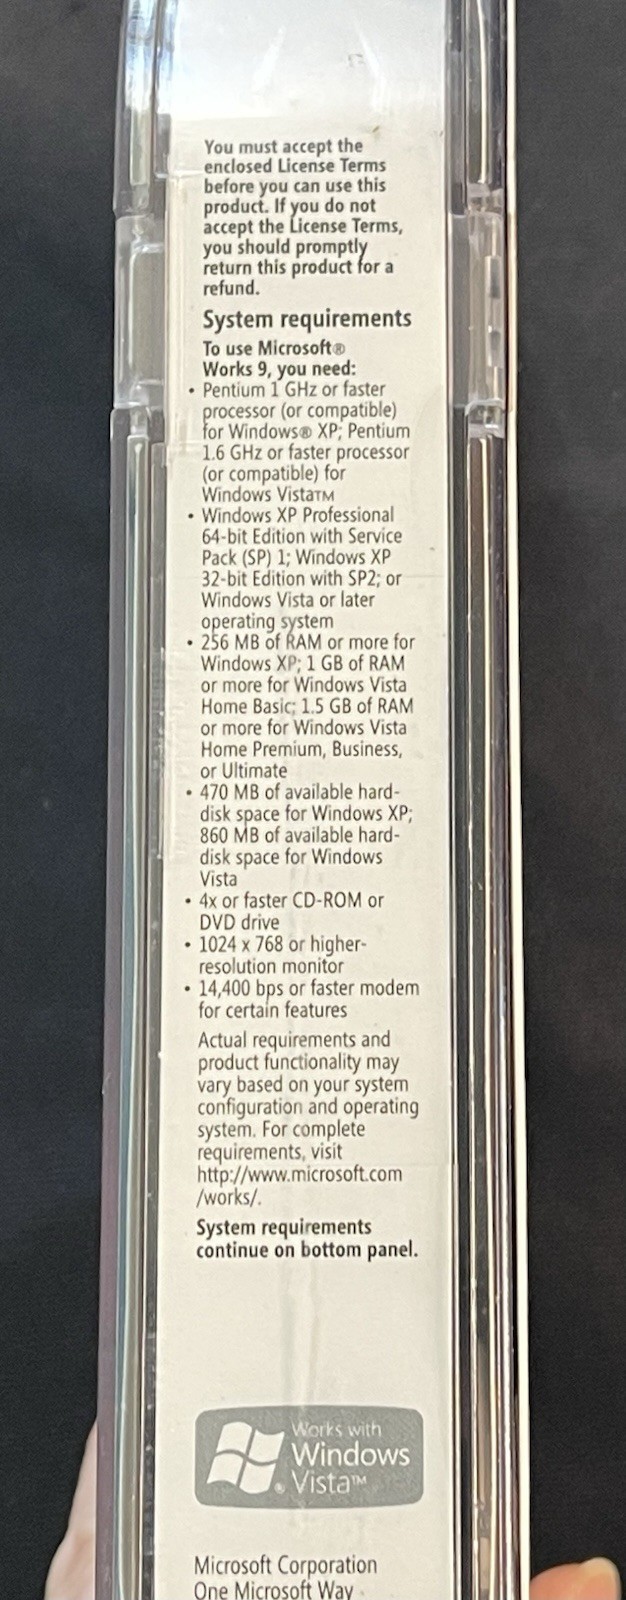 You must accept the
enclosed License Terms
before you can use this
product. If you do not
accept the License Terms,
you should promptly
return this product for a
refund.
System requirements
To use Microsoft®
Works 9, you need:
• Pentium 1 GHz or faster
processor (or compatible)
for Windows® XP; Pentium
1.6 GHz or faster processor
(or compatible) for
Windows Vista™
• Windows XP Professional
64-bit Edition with Service
Pack (SP) 1; Windows XP
32-bit Edition with SP2; or
Windows Vista or later
operating system
• 256 MB of RAM or more for
Windows XP; 1 GB of RAM
or more for Windows Vista
Home Basic; 1.5 GB of RAM
or more for Windows Vista
Home Premium, Business,
or Ultimate
• 470 MB of available hard-
disk space for Windows XP;
860 MB of available hard-
disk space for Windows
Vista
• 4x or faster CD-ROM or
DVD drive
• 1024 x 768 or higher-
resolution monitor
• 14,400 bps or faster modem
for certain features
Actual requirements and
product functionality may
vary based on your system
configuration and operating
system. For complete
requirements, visit
http://www.microsoft.com
/works/.
System requirements
continue on bottom panel.
Works with
Windows
® Vista™
Microsoft Corporation
One Microsoft Way